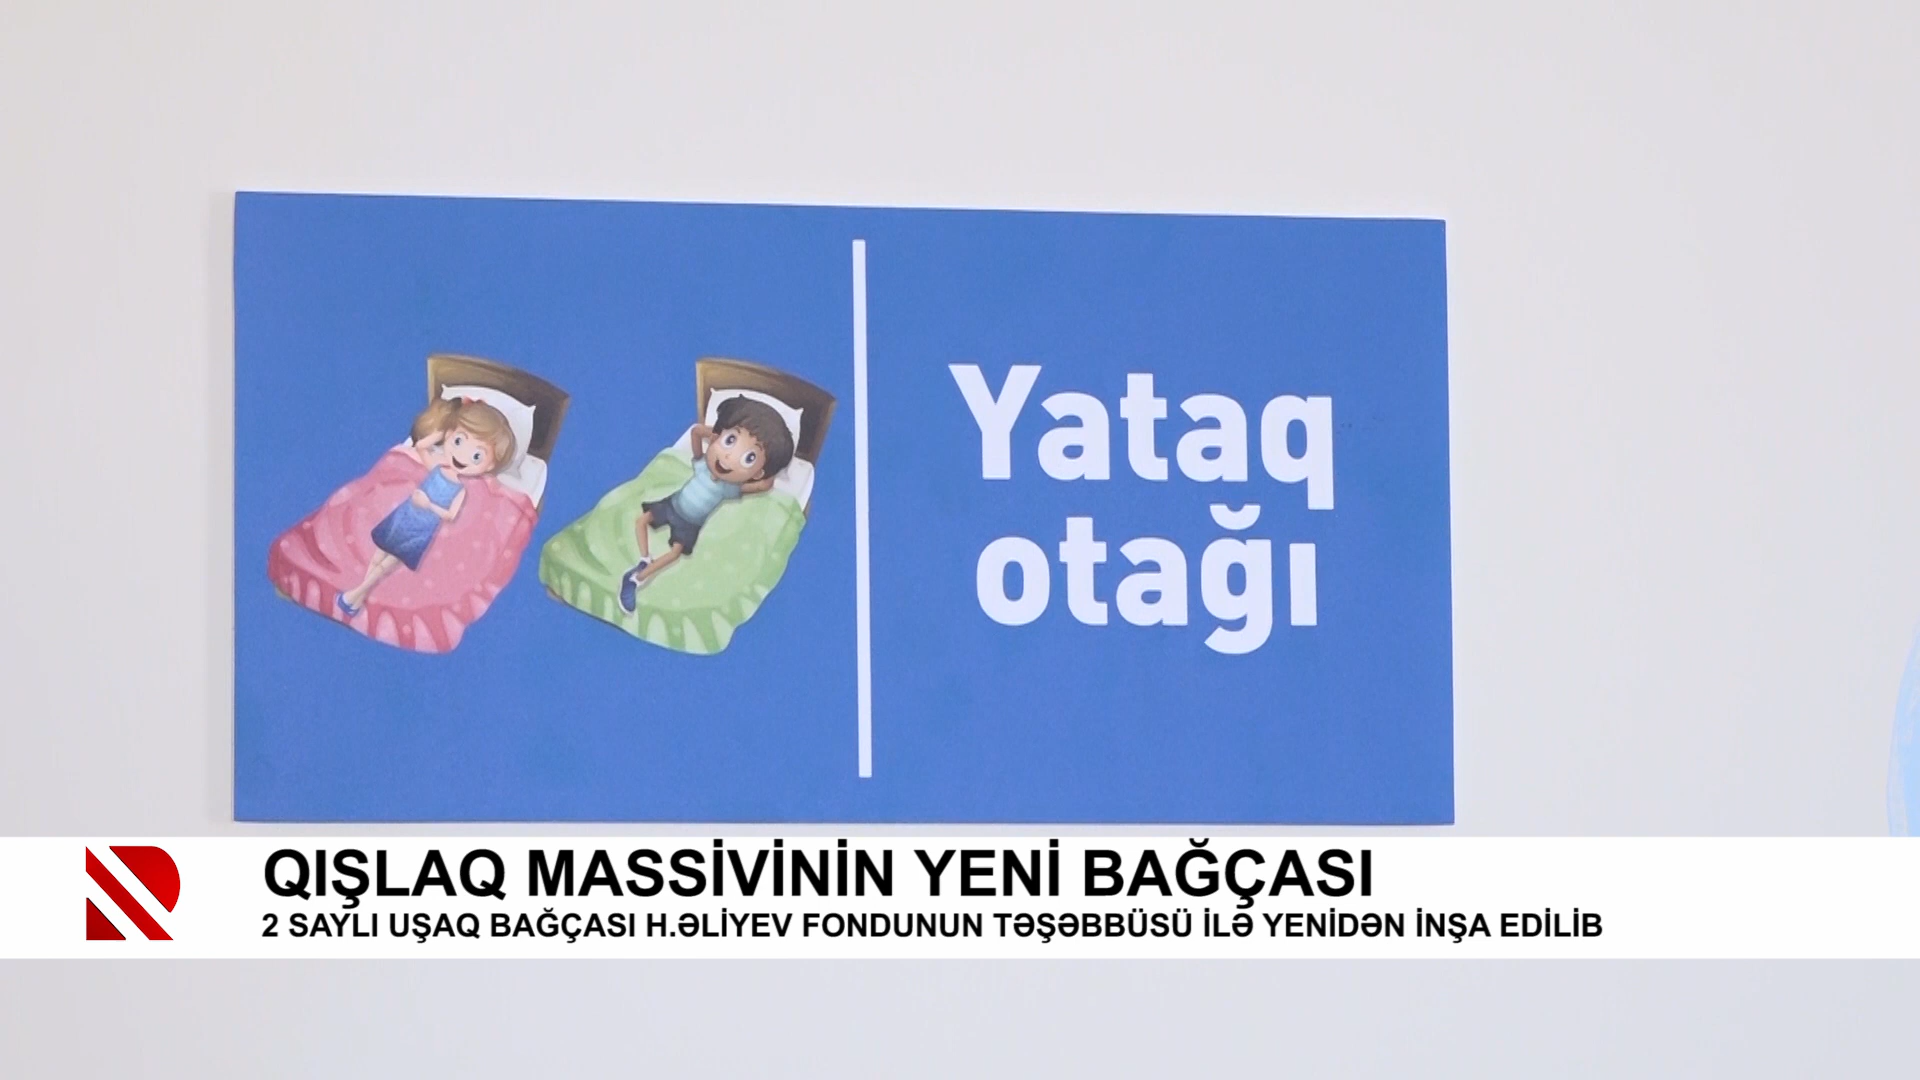 Yataq
otağı
QIŞLAQ MASSİVİNİN YENİ BAĞÇASI
2 SAYLI UŞAQ BAĞÇASI H.ƏLİYEV FONDUNUN TƏŞƏBBÜSÜ İLƏ YENİDƏN İNŞA EDİLİB